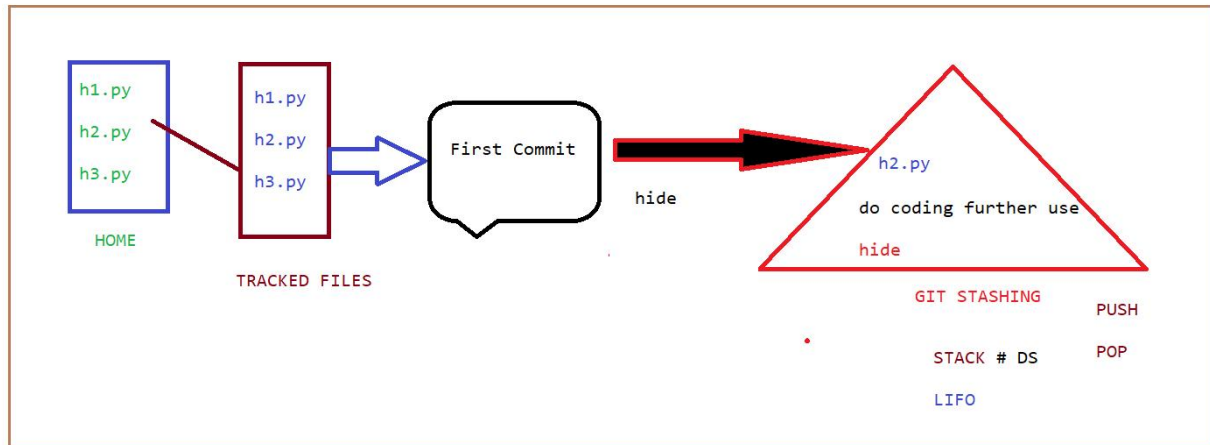 h1.py
h2.py
h3.py
HOME
h1.py
h2.py
h3.py
TRACKED FILES
First Commit
hide
h2.py
do coding further use
hide
GIT STASHING
PUSH
POP
STACK # DS
LIFO